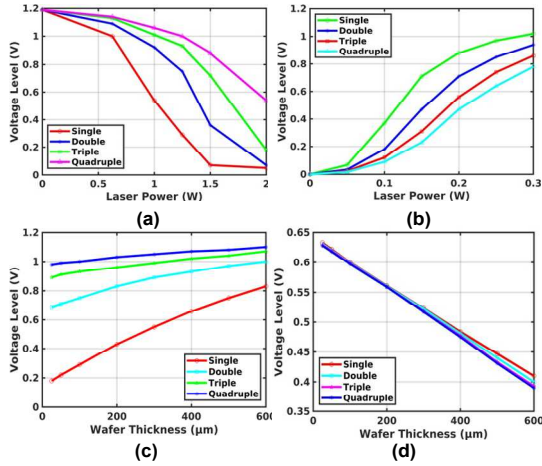 1.2
1
0.8
0.6
0.4
0.2
0
Voltage Level (V)
Single
Double
Triple
Quadruple
0 0.5 1 1.5 2
Laser Power (W)
(a)
1.2
1
0.8
0.6
0.4
0.2
0
Voltage Level (V)
Single
Double
Triple
Quadruple
0 0.1 0.2 0.3
Laser Power (W)
(b)
1.2
1
0.8
0.6
0.4
0.2
0
Voltage Level (V)
Single
Double
Triple
Quadruple
0 200 400 600
Wafer Thickness (μm)
(c)
0.65
0.6
0.55
0.5
0.45
0.4
0.35
Voltage Level (V)
Single
Double
Triple
Quadruple
0 200 400 600
Wafer Thickness (μm)
(d)